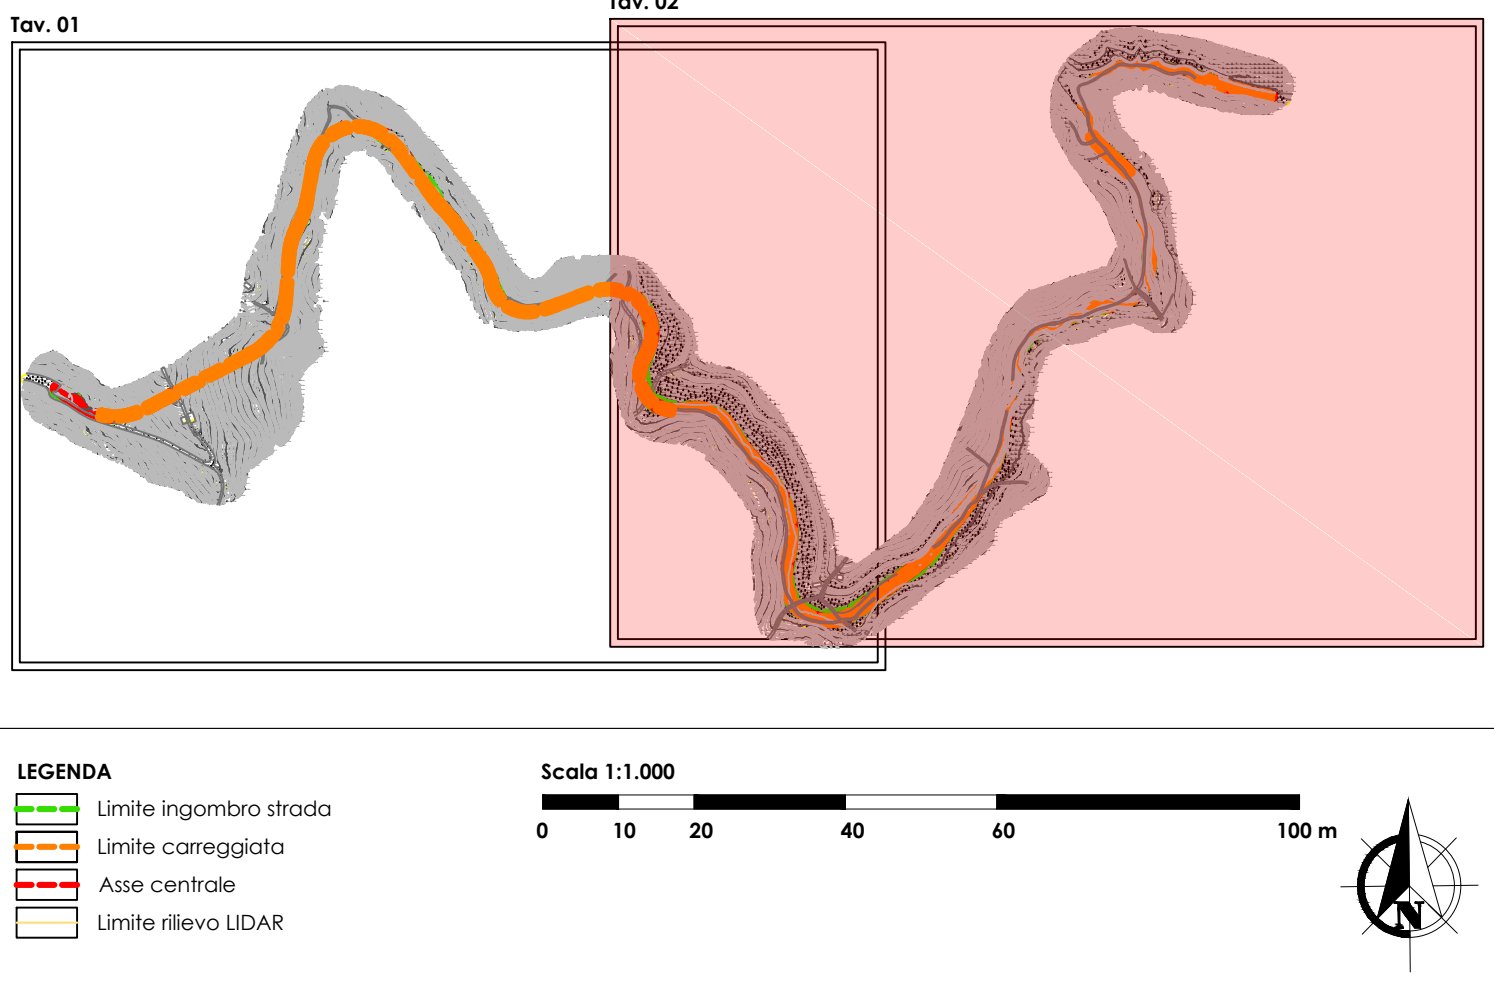 Tav. 02
Tav. 01
LEGENDA
Limite ingombro strada
Limite carreggiata
Asse centrale
Limite rilievo LIDAR
Scala 1:1.000
0 10 20 40 60 100 m
N